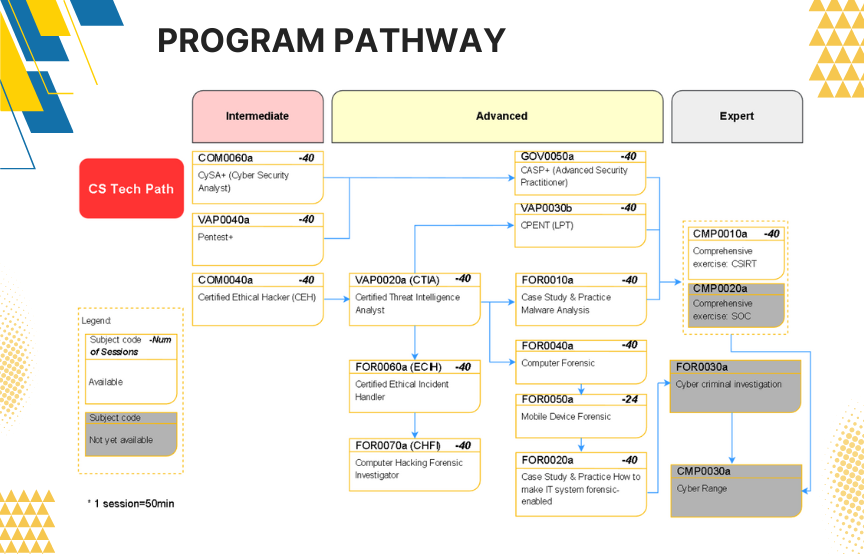 PROGRAM PATHWAY
Intermediate
Advanced
Expert
CS Tech Path
COM0060a -40
CySA+ (Cyber Security
Analyst)
VAP0040a -40
Pentest+
COM0040a -40
Certified Ethical Hacker (CEH)
VAP0020a (CTIA) -40
Certified Threat Intelligence
Analyst
FOR0060a (ECIH) -40
Certified Ethical Incident
Handler
FOR0070a (CHFI) -40
Computer Hacking Forensic
Investigator
GOV0050a -40
CASP+ (Advanced Security
Practitioner)
VAP0030b -40
CPENT (LPT)
FOR0010a -40
Case Study & Practice
Malware Analysis
FOR0040a -40
Computer Forensic
FOR0050a -24
Mobile Device Forensic
FOR0020a -40
Case Study & Practice How to
make IT system forensic-
enabled
CMP0010a -40
Comprehensive
exercise: CSIRT
CMP0020a
Comprehensive
exercise: SOC
FOR0030a
Cyber criminal investigation
CMP0030a
Cyber Range
Legend:
Subject code -Num
of Sessions
Available
Subject code
Not yet available
* 1 session=50min